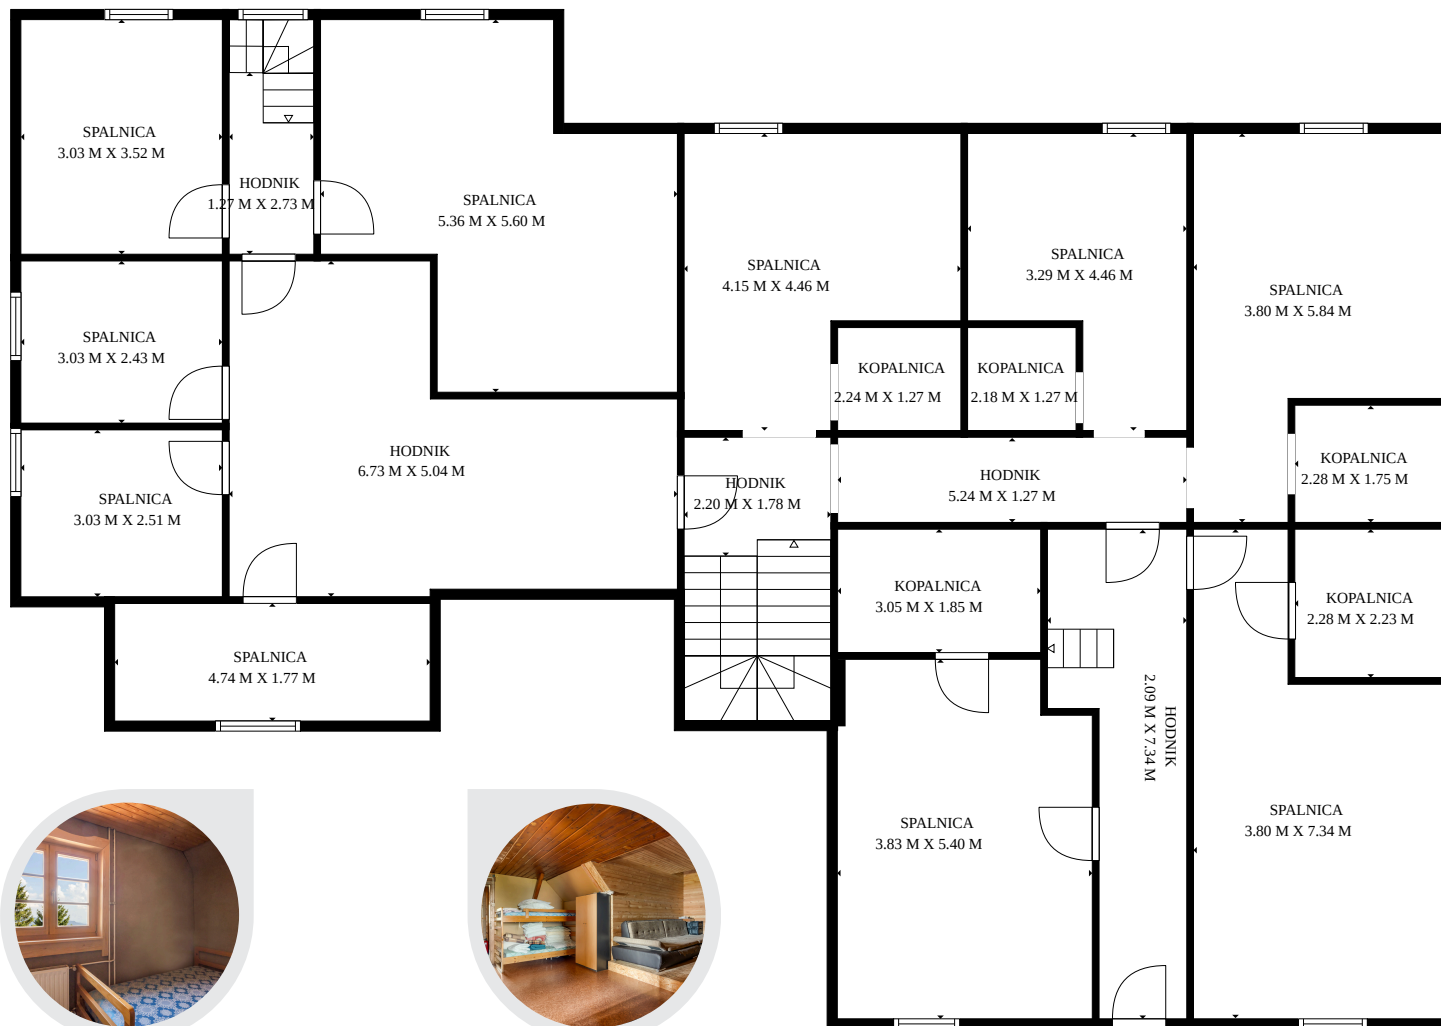 SPALNICA
3.03 M X 3.52 M
HODNIK
1.27 M X 2.73 M
SPALNICA
5.36 M X 5.60 M
SPALNICA
4.15 M X 4.46 M
SPALNICA
3.29 M X 4.46 M
SPALNICA
3.80 M X 5.84 M
SPALNICA
3.03 M X 2.43 M
KOPALNICA
2.24 M X 1.27 M
KOPALNICA
2.18 M X 1.27 M
HODNIK
6.73 M X 5.04 M
SPALNICA
3.03 M X 2.51 M
HODNIK
2.20 M X 1.78 M
HODNIK
5.24 M X 1.27 M
KOPALNICA
2.28 M X 1.75 M
KOPALNICA
3.05 M X 1.85 M
KOPALNICA
2.28 M X 2.23 M
SPALNICA
4.74 M X 1.77 M
HODNIK
2.09 M X 7.34 M
SPALNICA
3.83 M X 5.40 M
SPALNICA
3.80 M X 7.34 M